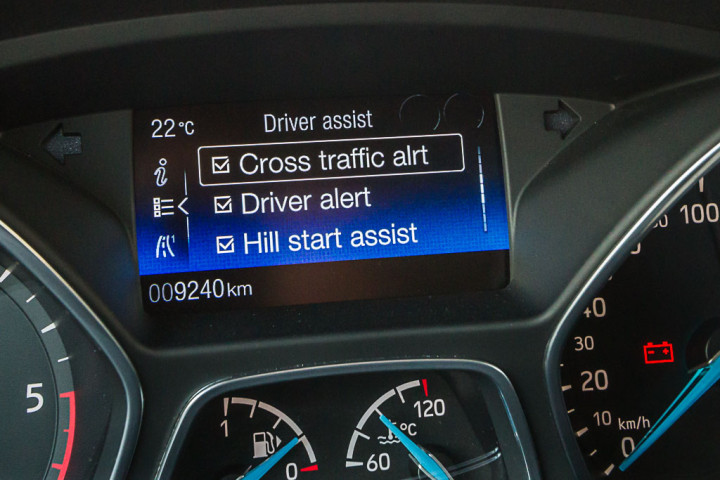 22°C
Driver assist
Cross traffic alrt
Driver alert
Hill start assist
009240 km
5
1
0
120
°C
60
100
80
40
30
20
10
km/h
0